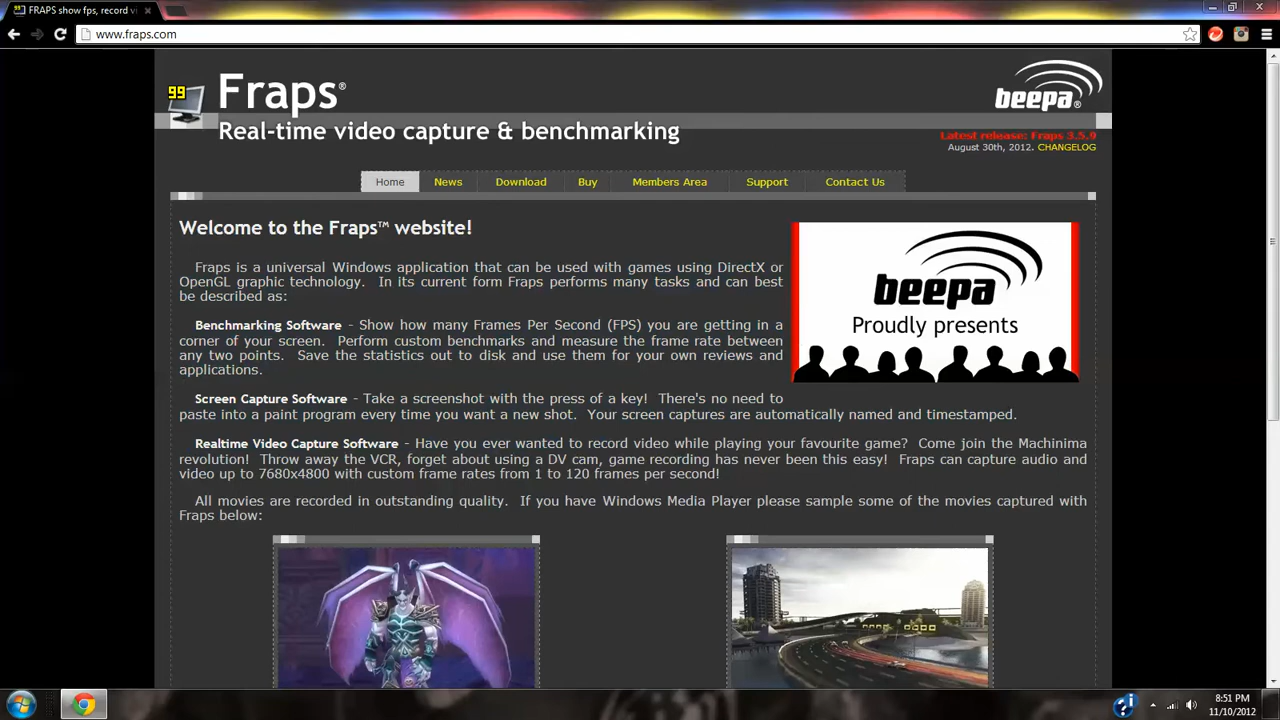 FRAPS show fps, record v
www.fraps.com
99
Fraps®
beepa®
Real-time video capture & benchmarking
Latest release: Fraps 3.5.9
August 30th, 2012. CHANGELOG
Home News Download Buy Members Area Support Contact Us
Welcome to the Fraps™ website!
Fraps is a universal Windows application that can be used with games using DirectX or
OpenGL graphic technology. In its current form Fraps performs many tasks and can best
be described as:
beepa
Proudly presents
Benchmarking Software - Show how many Frames Per Second (FPS) you are getting in a
corner of your screen. Perform custom benchmarks and measure the frame rate between
any two points. Save the statistics out to disk and use them for your own reviews and
applications.
Screen Capture Software - Take a screenshot with the press of a key! There's no need to
paste into a paint program every time you want a new shot. Your screen captures are automatically named and timestamped.
Realtime Video Capture Software - Have you ever wanted to record video while playing your favourite game? Come join the Machinima
revolution! Throw away the VCR, forget about using a DV cam, game recording has never been this easy! Fraps can capture audio and
video up to 7680x4800 with custom frame rates from 1 to 120 frames per second!
All movies are recorded in outstanding quality. If you have Windows Media Player please sample some of the movies captured with
Fraps below:
8:51 PM
11/10/2012